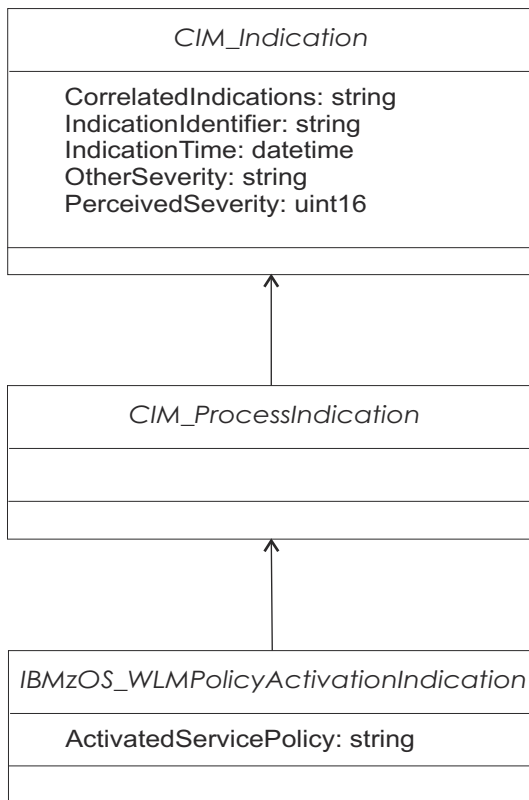 CIM_Indication
CorrelatedIndications: string
IndicationIdentifier: string
IndicationTime: datetime
OtherSeverity: string
PerceivedSeverity: uint16
CIM_ProcessIndication
IBMzOS_WLMPolicyActivationIndication
ActivatedServicePolicy: string